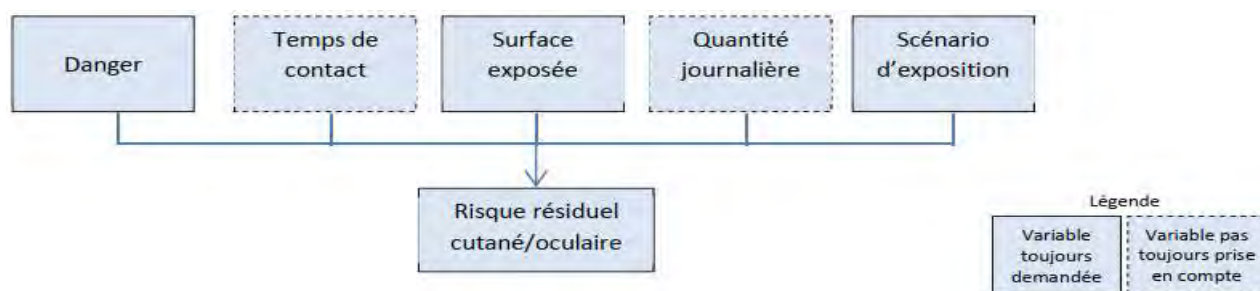 Danger
Temps de
contact
Surface
exposée
Quantité
journalière
Scénario
d'exposition
Risque résiduel
cutané/oculaire
Légende
Variable
toujours
demandée
Variable pas
toujours prise
en compte